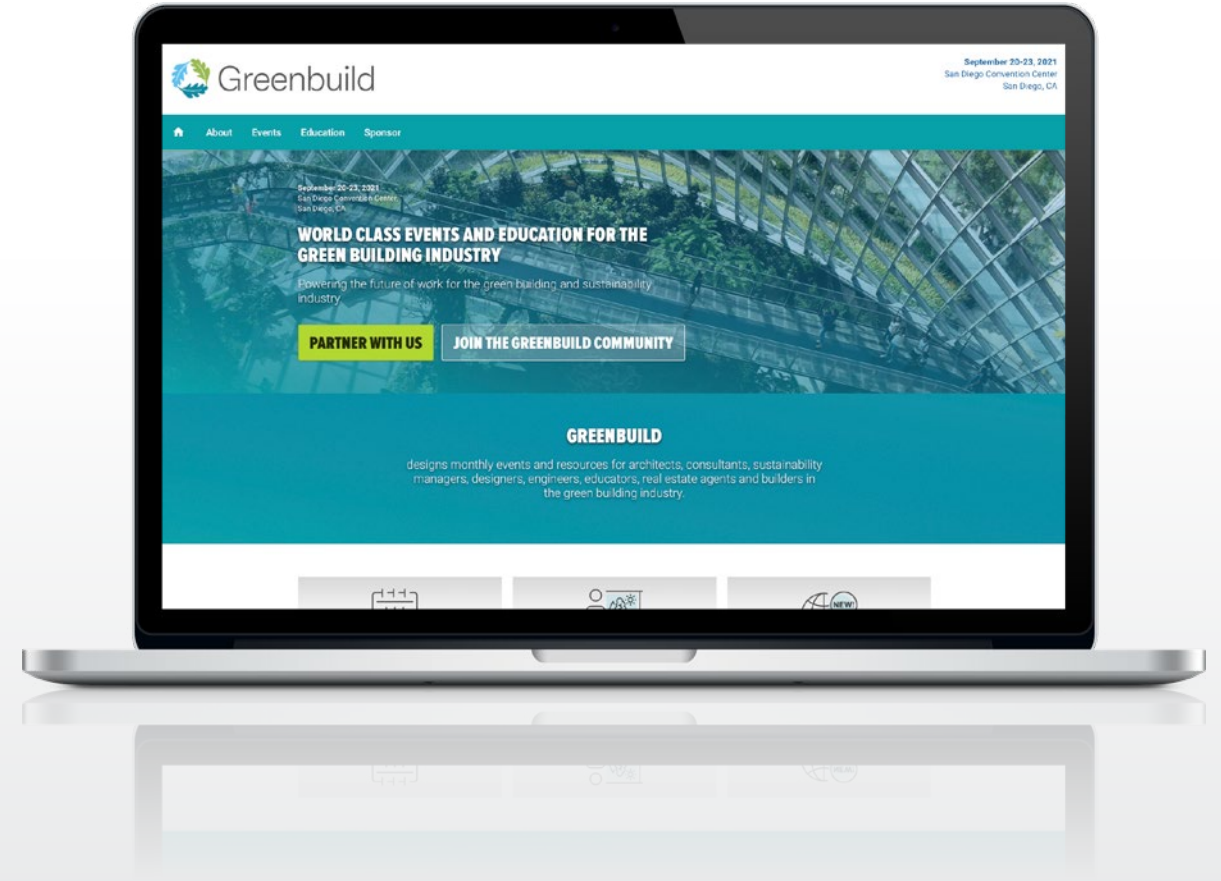 Greenbuild
September 20-23, 2021
San Diego Convention Center
San Diego, CA
About Events Education Sponsor
September 20-23, 2021
San Diego Convention Center
San Diego, CA
WORLD CLASS EVENTS AND EDUCATION FOR THE
GREEN BUILDING INDUSTRY
Powering the future of work for the green building and sustainability
industry
PARTNER WITH US JOIN THE GREENBUILD COMMUNITY
GREENBUILD
designs monthly events and resources for architects, consultants, sustainability
managers, designers, engineers, educators, real estate agents and builders in
the green building industry.
NEW!